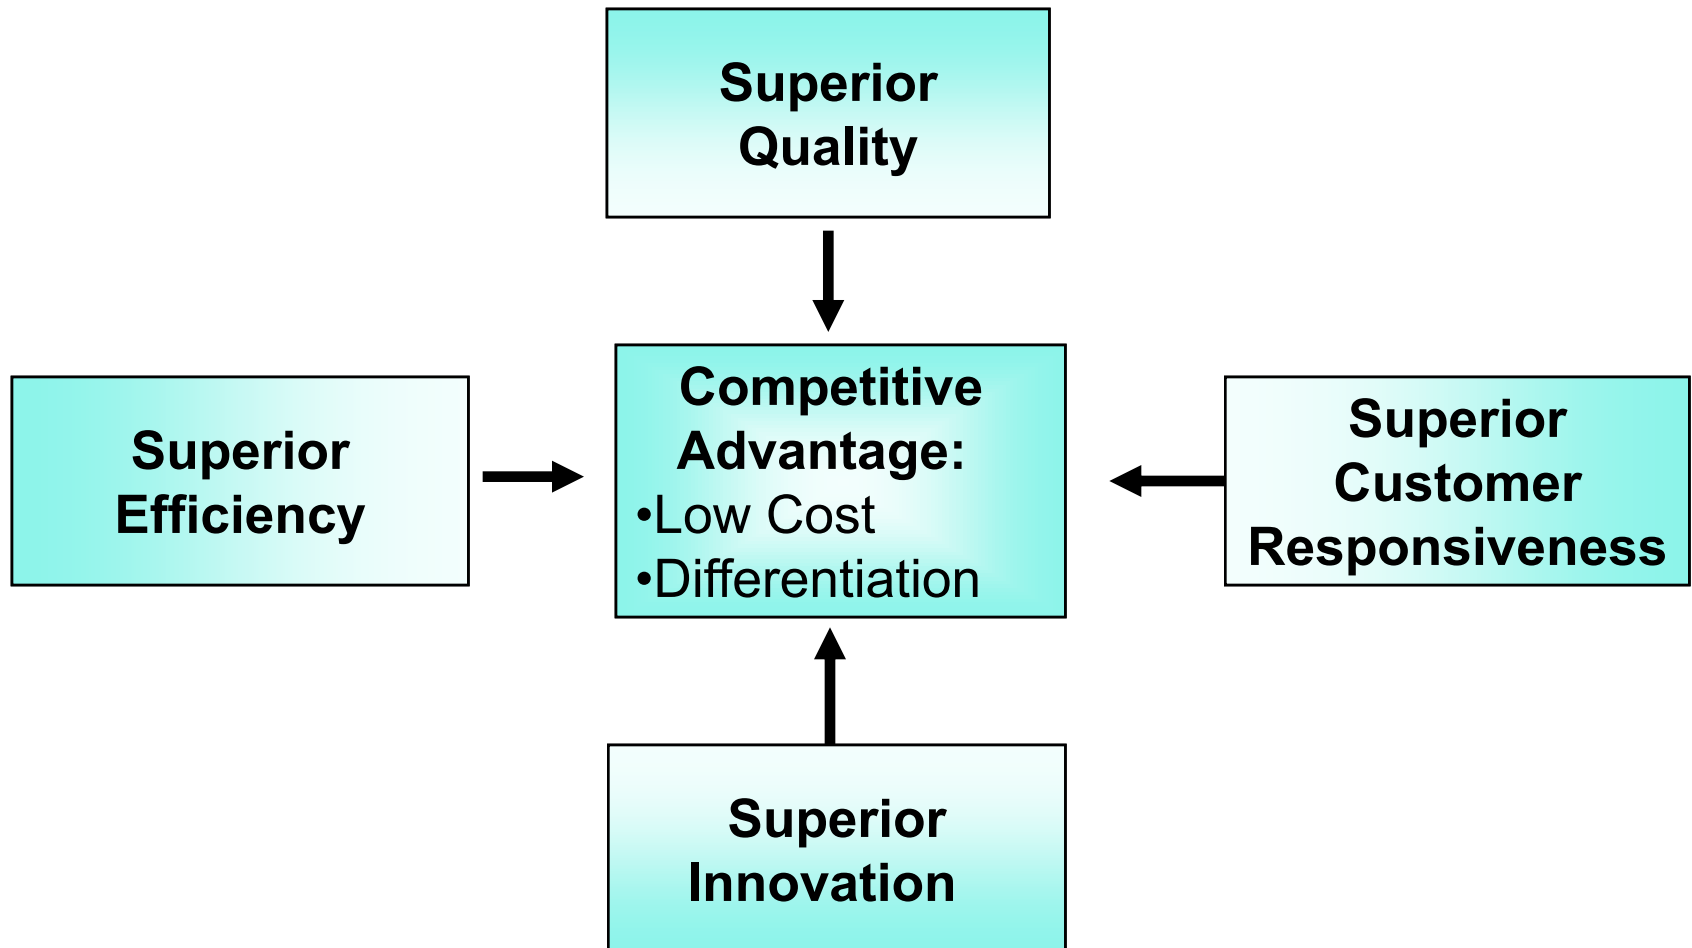 Superior
Quality
Superior
Efficiency
Competitive
Advantage:
•Low Cost
•Differentiation
Superior
Customer
Responsiveness
Superior
Innovation